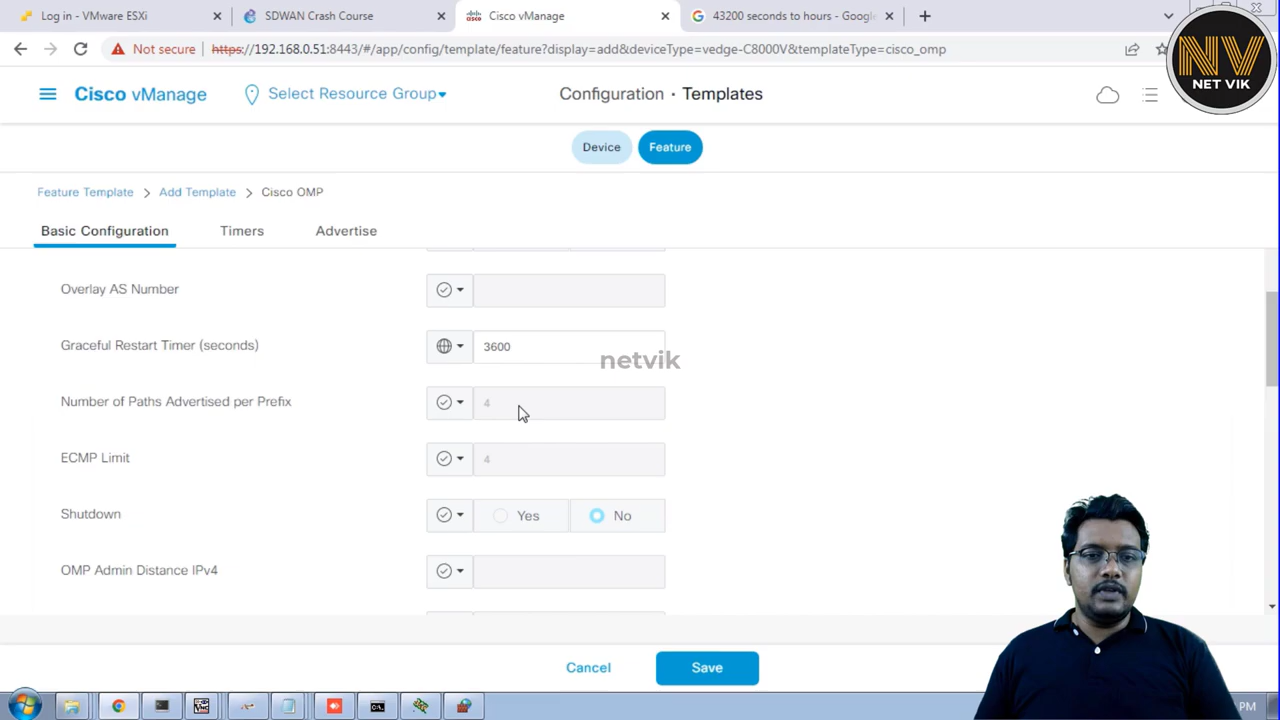 Log in - VMware ESXi
SDWAN Crash Course
Cisco vManage
43200 seconds to hours - Google
Not secure
https://192.168.0.51:8443/#/app/config/template/feature?display=add&deviceType=vedge-C8000V&templateType=cisco_omp
NV
NET VIK
Cisco vManage
Select Resource Group
Configuration · Templates
Device
Feature
Feature Template > Add Template > Cisco OMP
Basic Configuration
Timers
Advertise
Overlay AS Number
Graceful Restart Timer (seconds)
3600
netvik
Number of Paths Advertised per Prefix
4
ECMP Limit
4
Shutdown
Yes
No
OMP Admin Distance IPv4
Cancel
Save
PM